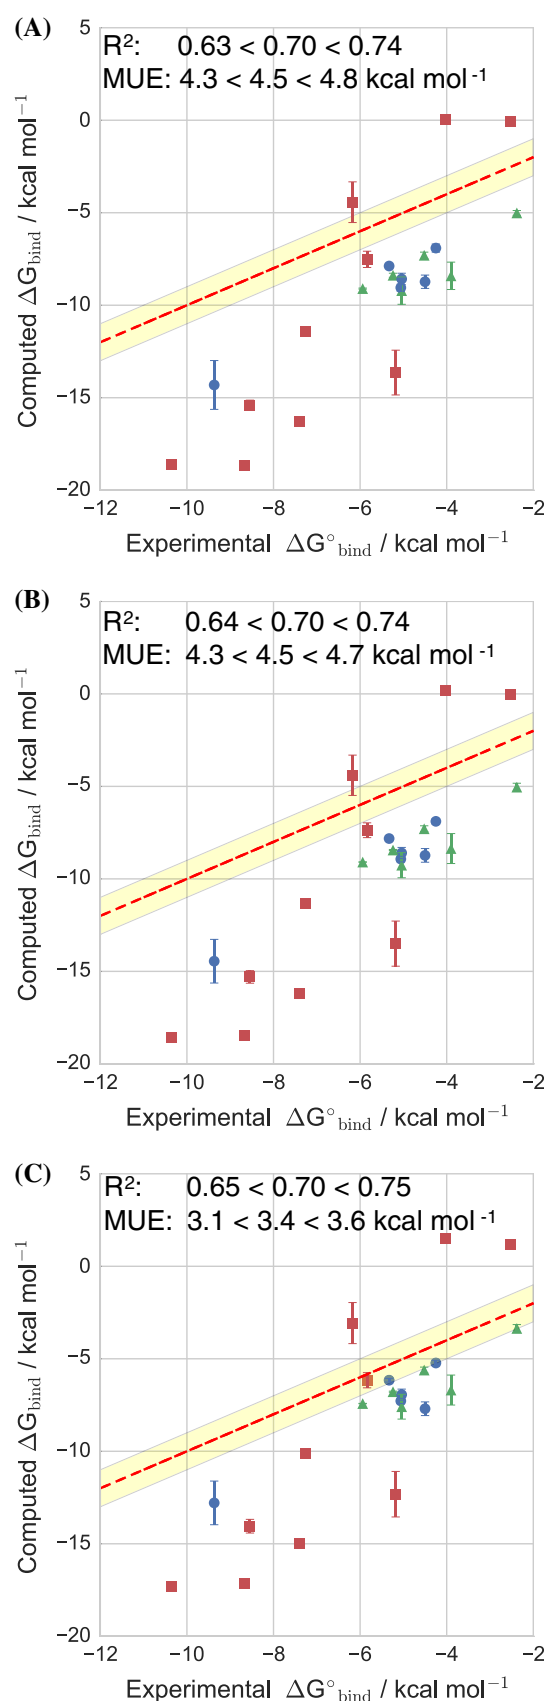 (A)
R²: 0.63 < 0.70 < 0.74
MUE: 4.3 < 4.5 < 4.8 kcal mol⁻¹
5
0
−5
−10
−15
−20
Computed ΔG_bind / kcal mol⁻¹
−12 −10 −8 −6 −4 −2
Experimental ΔG°_bind / kcal mol⁻¹
(B)
R²: 0.64 < 0.70 < 0.74
MUE: 4.3 < 4.5 < 4.7 kcal mol⁻¹
5
0
−5
−10
−15
−20
Computed ΔG_bind / kcal mol⁻¹
−12 −10 −8 −6 −4 −2
Experimental ΔG°_bind / kcal mol⁻¹
(C)
R²: 0.65 < 0.70 < 0.75
MUE: 3.1 < 3.4 < 3.6 kcal mol⁻¹
5
0
−5
−10
−15
−20
Computed ΔG_bind / kcal mol⁻¹
−12 −10 −8 −6 −4 −2
Experimental ΔG°_bind / kcal mol⁻¹